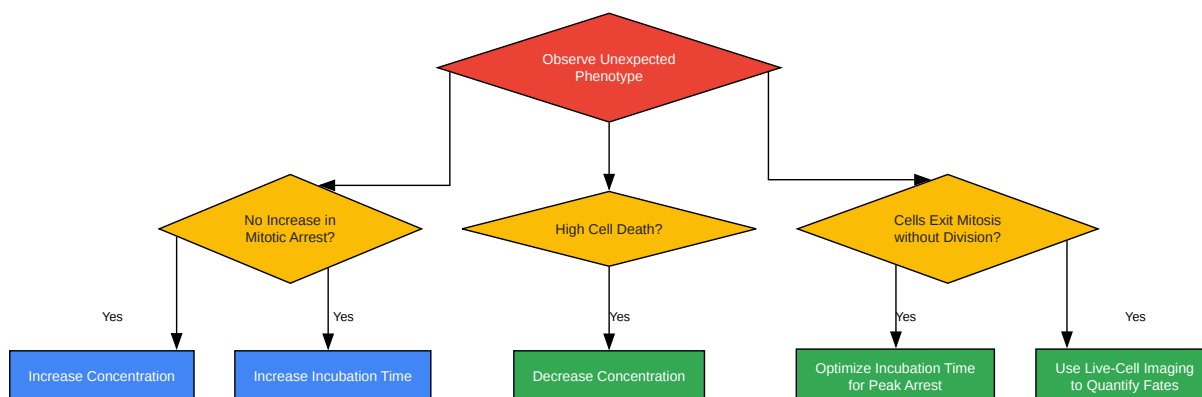 Observe Unexpected
Phenotype
No Increase in
Mitotic Arrest?
High Cell Death?
Cells Exit Mitosis
without Division?
Yes
Yes
Yes
Yes
Yes
Increase Concentration
Increase Incubation Time
Decrease Concentration
Optimize Incubation Time
for Peak Arrest
Use Live-Cell Imaging
to Quantify Fates